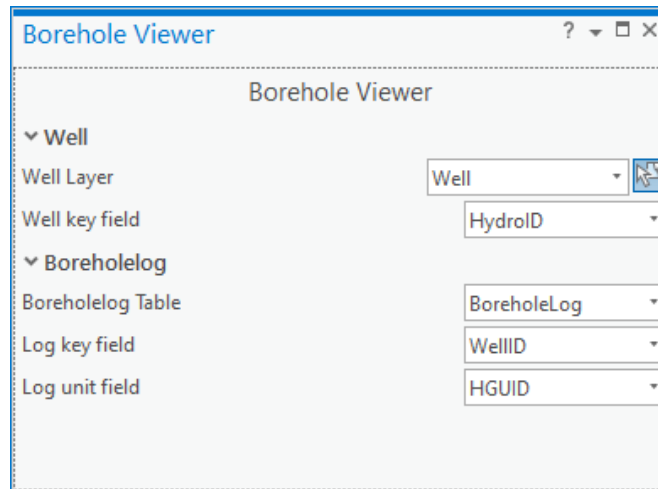 Borehole Viewer ?
Borehole Viewer
Well
Well Layer Well
Well key field HydroID
Boreholelog
Boreholelog Table BoreholeLog
Log key field WellID
Log unit field HGUID